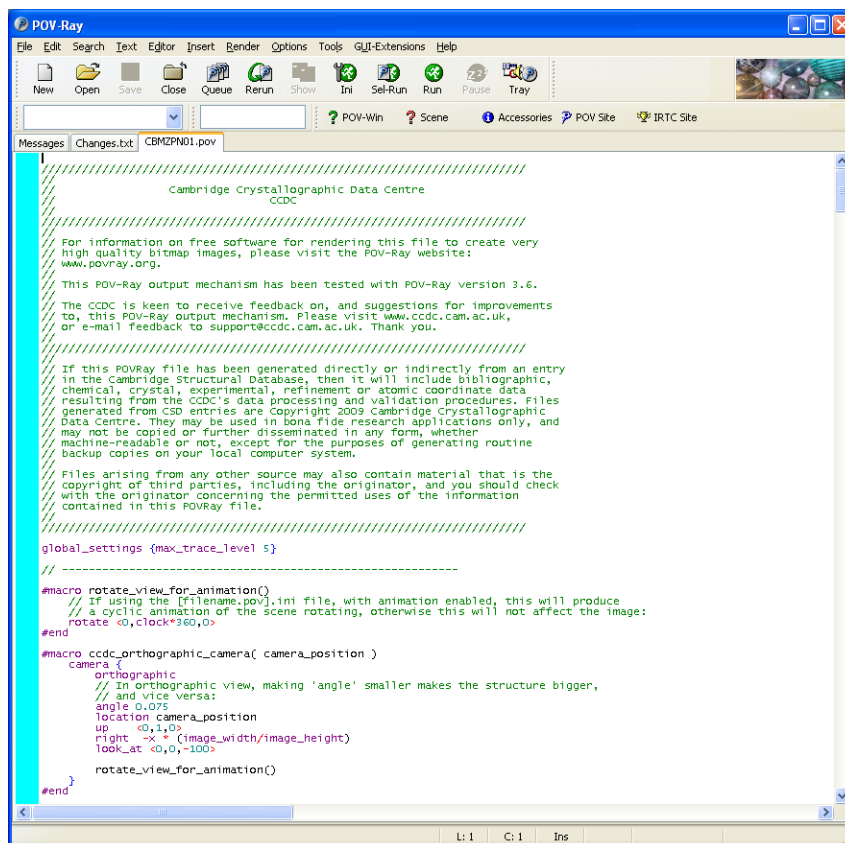 POV-Ray
File Edit Search Text Editor Insert Render Options Tools GUI-Extensions Help
New Open Save Close Queue Rerun Show Ini Sel-Run Run Pause Tray
? POV-Win ? Scene Accessories POV Site IRTC Site
Messages Changes.txt CBMZPN01.pov
////////////////////////////////////////////////////////////////////////
//
// Cambridge Crystallographic Data Centre
// CCDC
//
////////////////////////////////////////////////////////////////////////
//
// For information on free software for rendering this file to create very
// high quality bitmap images, please visit the POV-Ray website:
// www.povray.org.
//
// This POV-Ray output mechanism has been tested with POV-Ray version 3.6.
//
// The CCDC is keen to receive feedback on, and suggestions for improvements
// to, this POV-Ray output mechanism. Please visit www.ccdc.cam.ac.uk,
// or e-mail feedback to support@ccdc.cam.ac.uk. Thank you.
//
////////////////////////////////////////////////////////////////////////
//
// If this POVRay file has been generated directly or indirectly from an entry
// in the Cambridge Structural Database, then it will include bibliographic,
// chemical, crystal, experimental, refinement or atomic coordinate data
// resulting from the CCDC's data processing and validation procedures. Files
// generated from CSD entries are Copyright 2009 Cambridge Crystallographic
// Data Centre. They may be used in bona fide research applications only, and
// may not be copied or further disseminated in any form, whether
// machine-readable or not, except for the purposes of generating routine
// backup copies on your local computer system.
//
// Files arising from any other source may also contain material that is the
// copyright of third parties, including the originator, and you should check
// with the originator concerning the permitted uses of the information
// contained in this POVRay file.
//
////////////////////////////////////////////////////////////////////////
global_settings {max_trace_level 5}
// -----------------------------------------------------------
#macro rotate_view_for_animation()
// If using the [filename.pov].ini file, with animation enabled, this will produce
// a cyclic animation of the scene rotating, otherwise this will not affect the image:
rotate <0,clock*360,0>
#end
#macro ccdc_orthographic_camera( camera_position )
camera {
orthographic
// In orthographic view, making 'angle' smaller makes the structure bigger,
// and vice versa:
angle 0.075
location camera_position
up <0,1,0>
right -x * (image_width/image_height)
look_at <0,0,-100>
rotate_view_for_animation()
}
#end
L: 1 C: 1 Ins